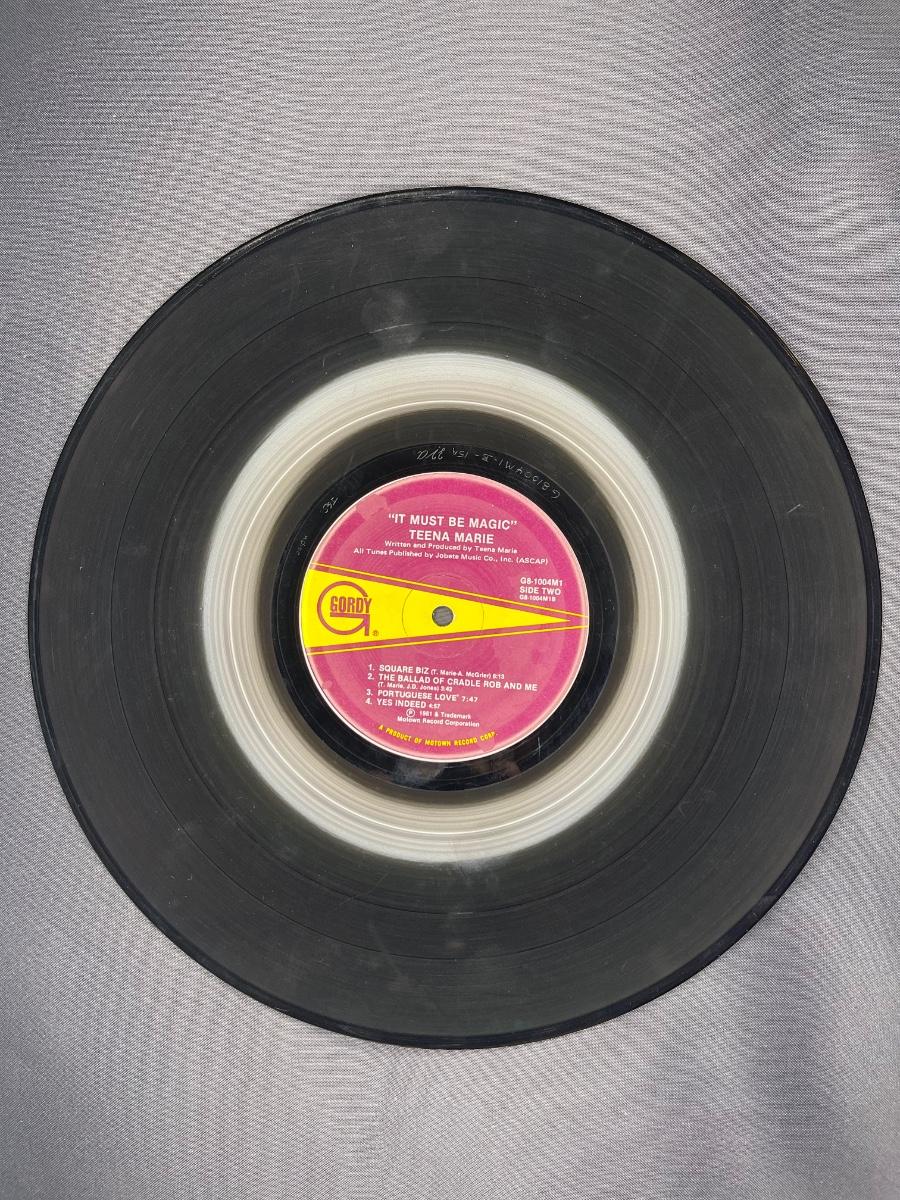 "IT MUST BE MAGIC"
TEENA MARIE
Written and Produced by Teena Marie
All Tunes Published by Jobete Music Co., Inc. (ASCAP)
G8-1004M1
SIDE TWO
G8-1004M1B
GORDY
®
1. SQUARE BIZ (T. Marie-A. McGrier) 6:13
2. THE BALLAD OF CRADLE ROB AND ME
(T. Marie, J.D. Jones) 3:42
3. PORTUGUESE LOVE* 7:47
4. YES INDEED 4:57
Ⓟ 1981 & Trademark
Motown Record Corporation
A PRODUCT OF MOTOWN RECORD CORP.